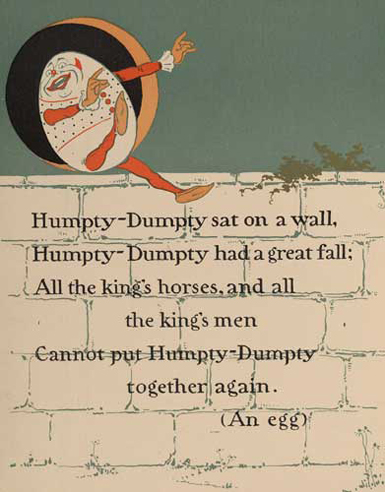 Humpty-Dumpty sat on a wall,
Humpty-Dumpty had a great fall;
All the king's horses, and all
the king's men
Cannot put Humpty-Dumpty
together again.
(An egg)